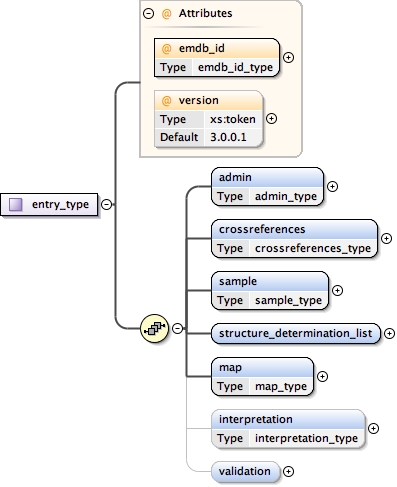 @ Attributes
@ emdb_id
Type emdb_id_type
@ version
Type xs:token
Default 3.0.0.1
entry_type
admin
Type admin_type
crossreferences
Type crossreferences_type
sample
Type sample_type
structure_determination_list
map
Type map_type
interpretation
Type interpretation_type
validation